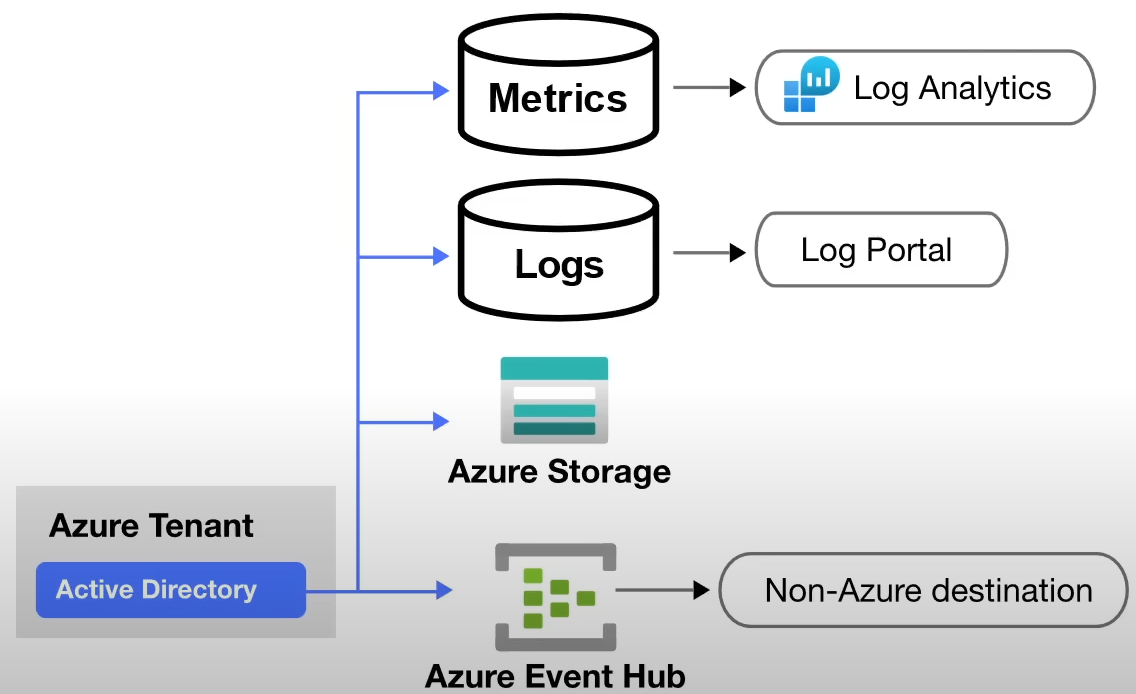 Metrics
Log Analytics
Logs
Log Portal
Azure Storage
Azure Tenant
Active Directory
Non-Azure destination
Azure Event Hub